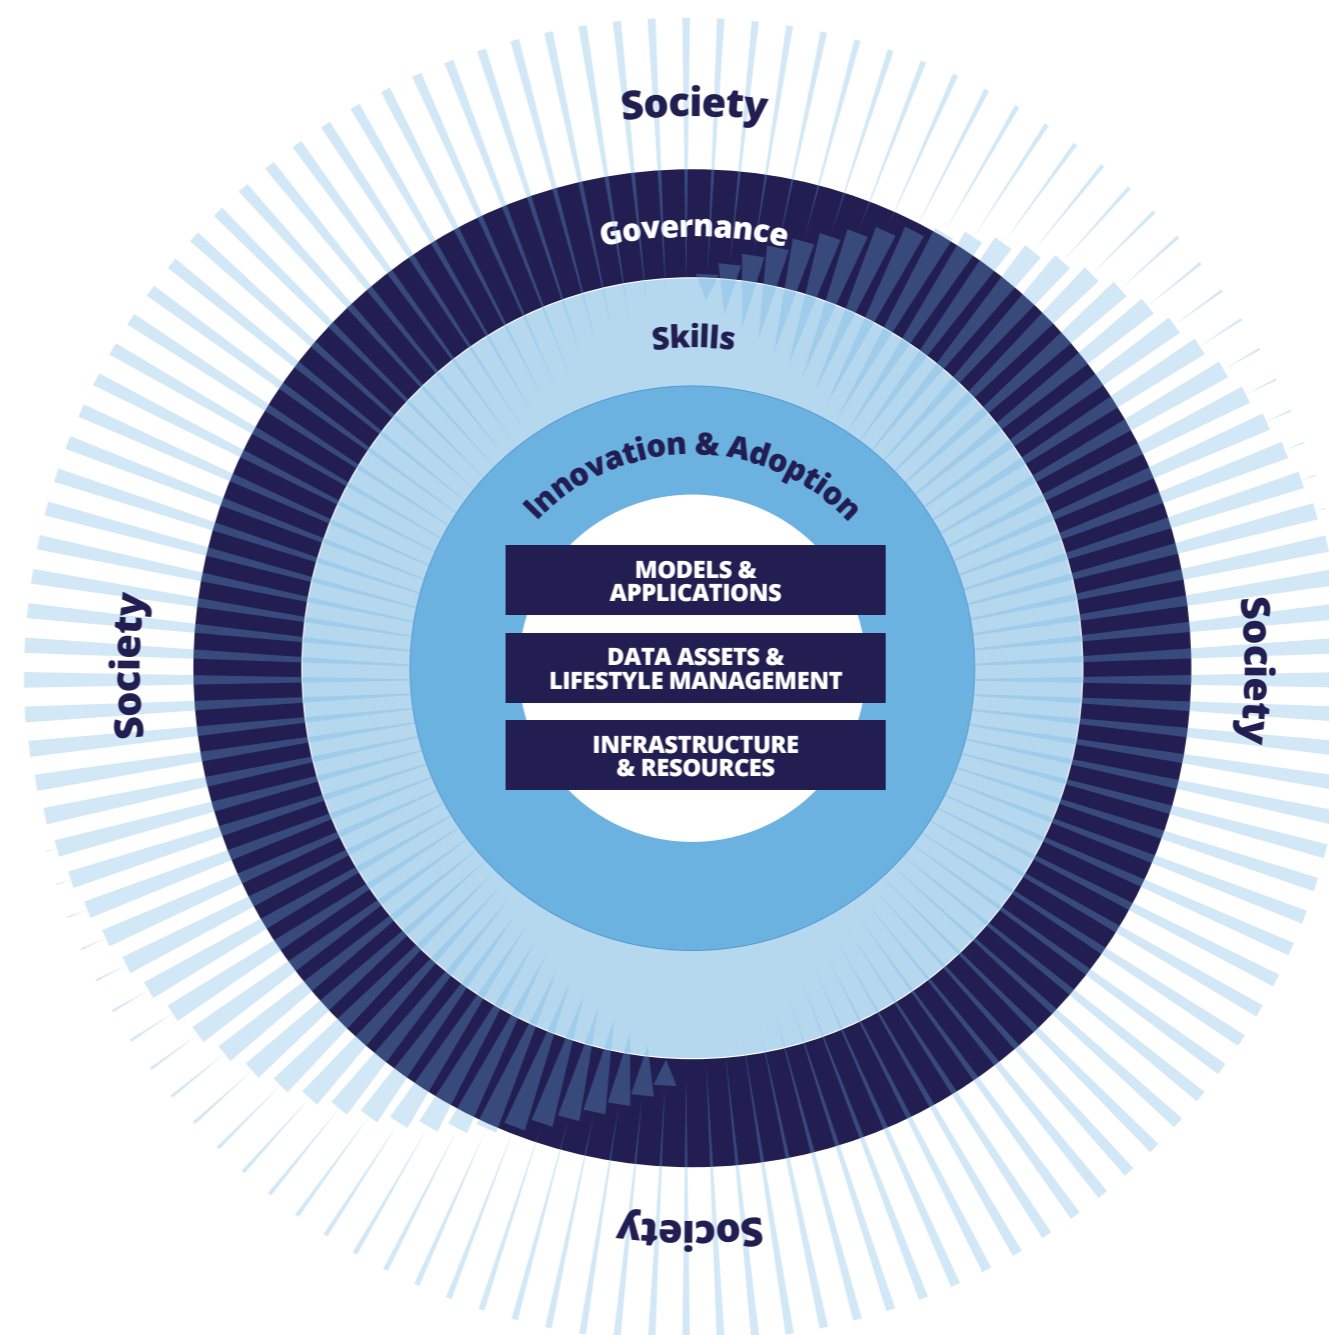 Society
Governance
Skills
Innovation & Adoption
MODELS &
APPLICATIONS
DATA ASSETS &
LIFESTYLE MANAGEMENT
INFRASTRUCTURE
& RESOURCES
Society
Society
Society